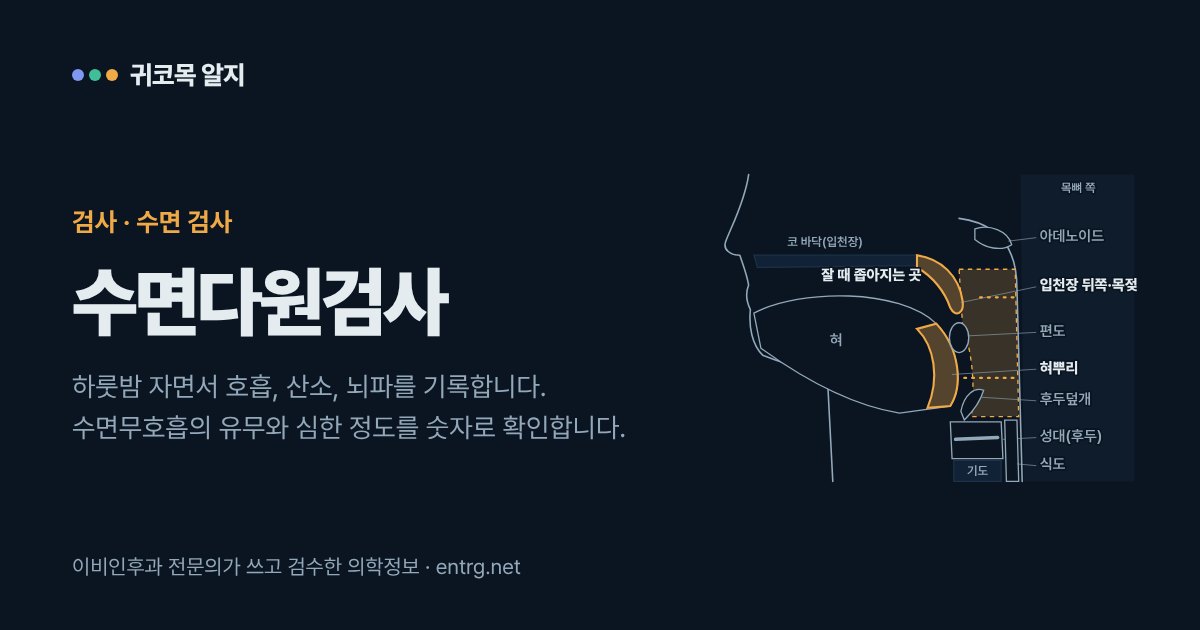 귀코목 알지
검사 · 수면 검사
수면다원검사
하룻밤 자면서 호흡, 산소, 뇌파를 기록합니다.
수면무호흡의 유무와 심한 정도를 숫자로 확인합니다.
이비인후과 전문의가 쓰고 검수한 의학정보 · entrg.net
목뼈 쪽
코 바닥(입천장)
잘 때 좁아지는 곳
혀
아데노이드
입천장 뒤쪽·목젖
편도
혀뿌리
후두덮개
성대(후두)
식도
기도